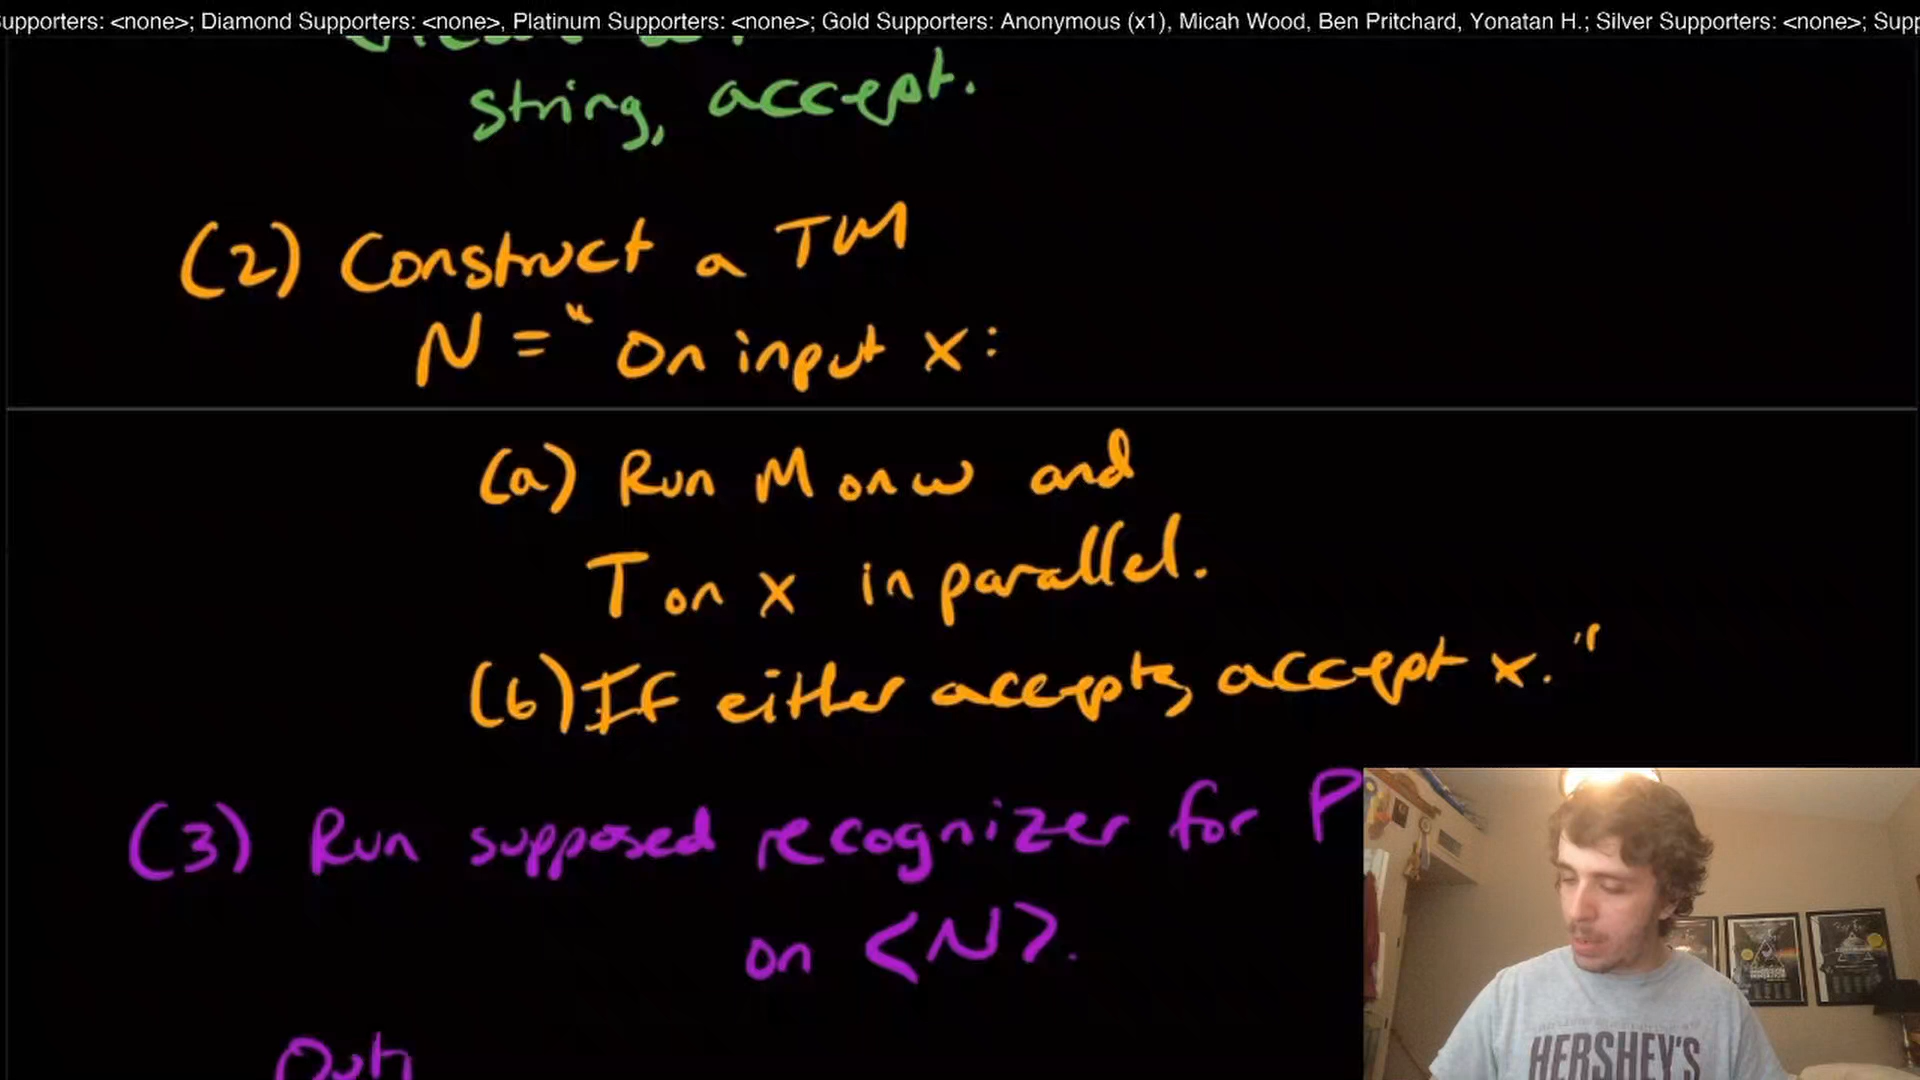 upporters: <none>; Diamond Supporters: <none>, Platinum Supporters: <none>; Gold Supporters: Anonymous (x1), Micah Wood, Ben Pritchard, Yonatan H.; Silver Supporters: <none>; Supp
string, accept.
(2) Construct a TM
N = "On input x:
(a) Run M on w and
T on x in parallel.
(b) If either accepts, accept x."
(3) Run supposed recognizer for P
on <N>.
HERSHEY'S